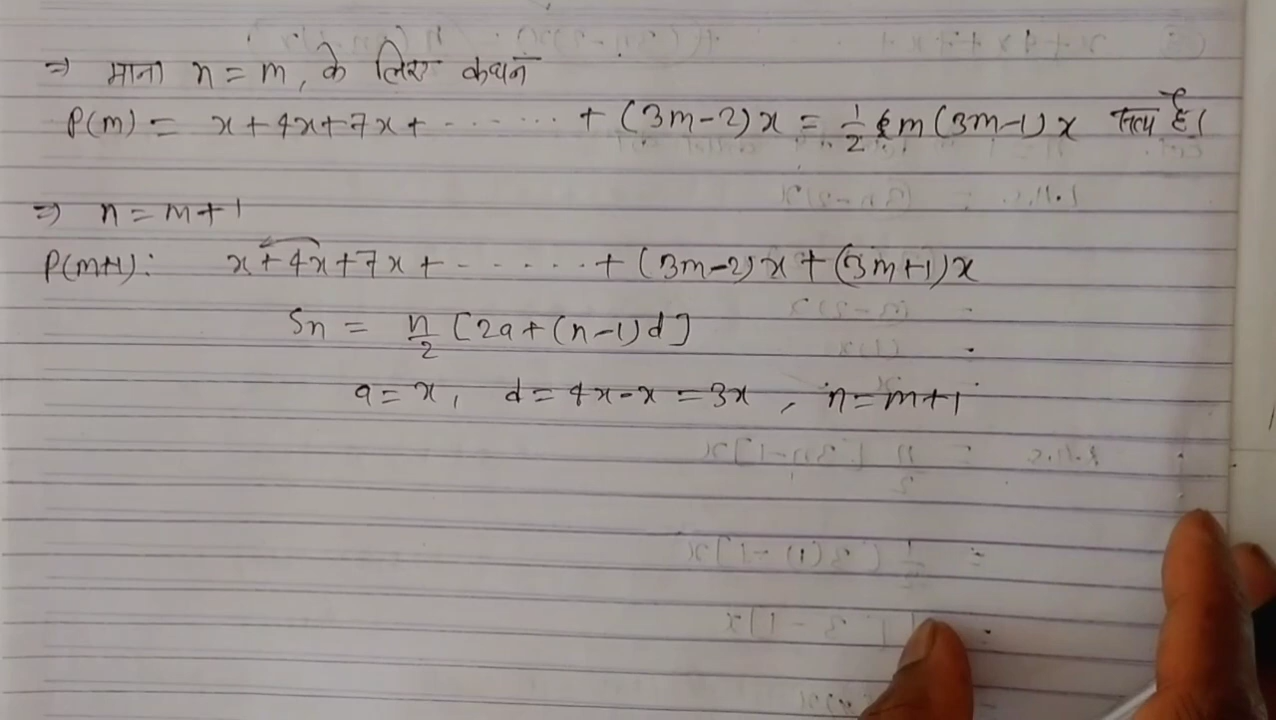 ⇒ माना n = m, के लिए कथन
P(m) = x + 4x + 7x + ------- + (3m-2)x = 1/2 m(3m-1)x सत्य है।
⇒ n = m+1
P(m+1): x + 4x + 7x + ------ + (3m-2)x + (3m+1)x
Sn = n/2 [2a + (n-1)d]
a = x, d = 4x - x = 3x, n = m+1